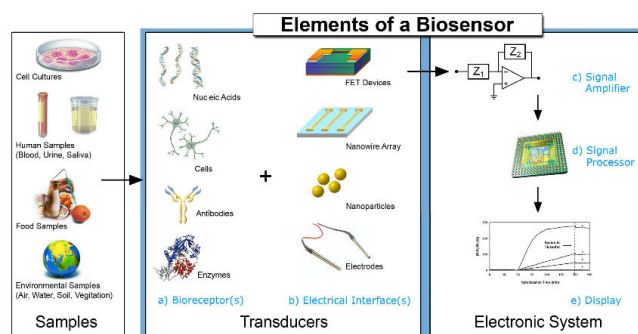 Elements of a Biosensor
Cell Cultures
Human Samples
(Blood, Urine, Saliva)
Food Samples
Environmental Samples
(Air, Water, Soil, Vegitation)
Samples
Nucleic Acids
Cells
Antibodies
Enzymes
a) Bioreceptor(s)
+
FET Devices
Nanowire Array
Nanoparticles
Electrodes
b) Electrical Interface(s)
Transducers
Z1
Z2
c) Signal
Amplifier
d) Signal
Processor
e) Display
Electronic System